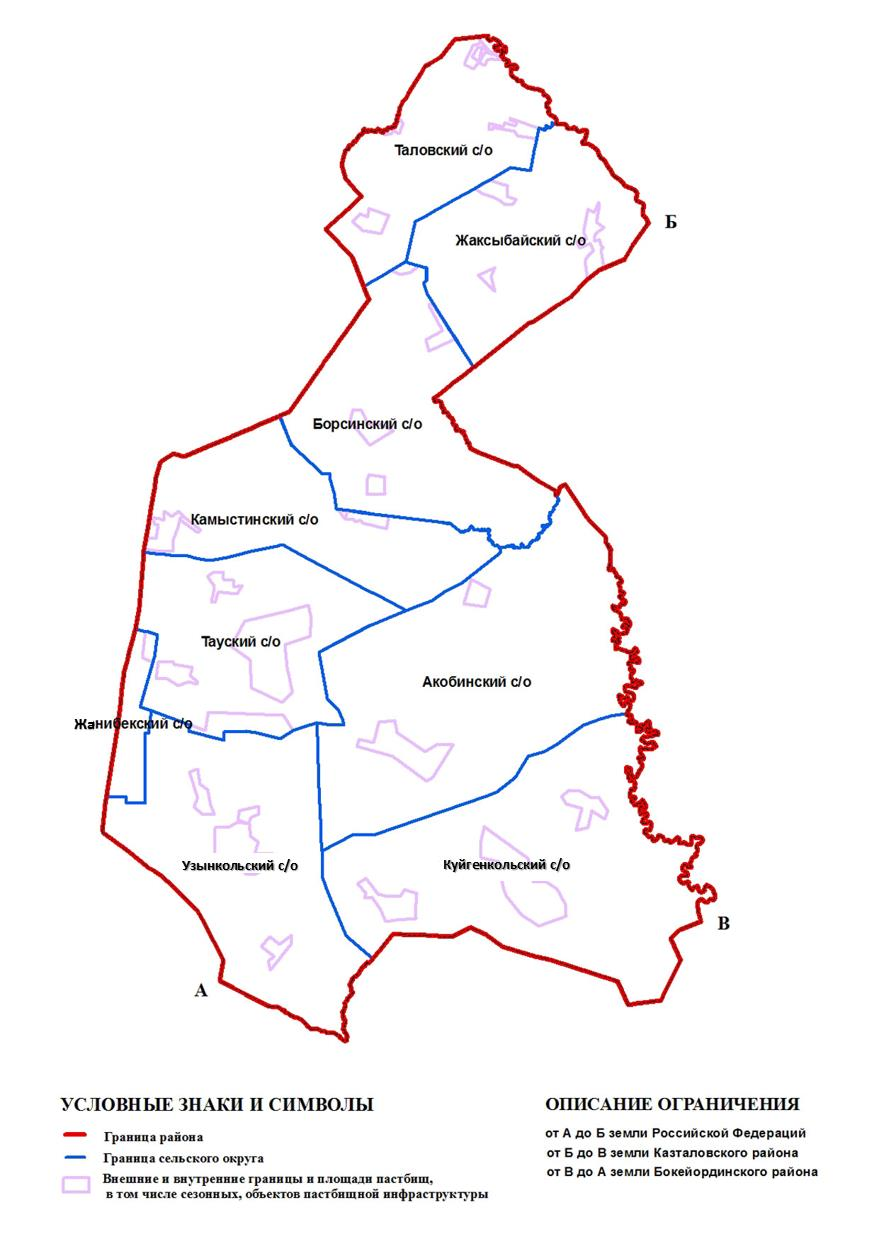 Таловский с/о
Б
Жаксыбайский с/о
Борсинский с/о
Камыстинский с/о
Тауский с/о
Акобинский с/о
Жанибекский с/о
Узынкольский с/о
Күйгенкольский с/о
В
А
УСЛОВНЫЕ ЗНАКИ И СИМВОЛЫ
Граница района
Граница сельского округа
Внешние и внутренние границы и площади пастбищ,
в том числе сезонных, объектов пастбищной инфраструктуры
ОПИСАНИЕ ОГРАНИЧЕНИЯ
от А до Б земли Российской Федераций
от Б до В земли Казталовского района
от В до А земли Бокейординского района